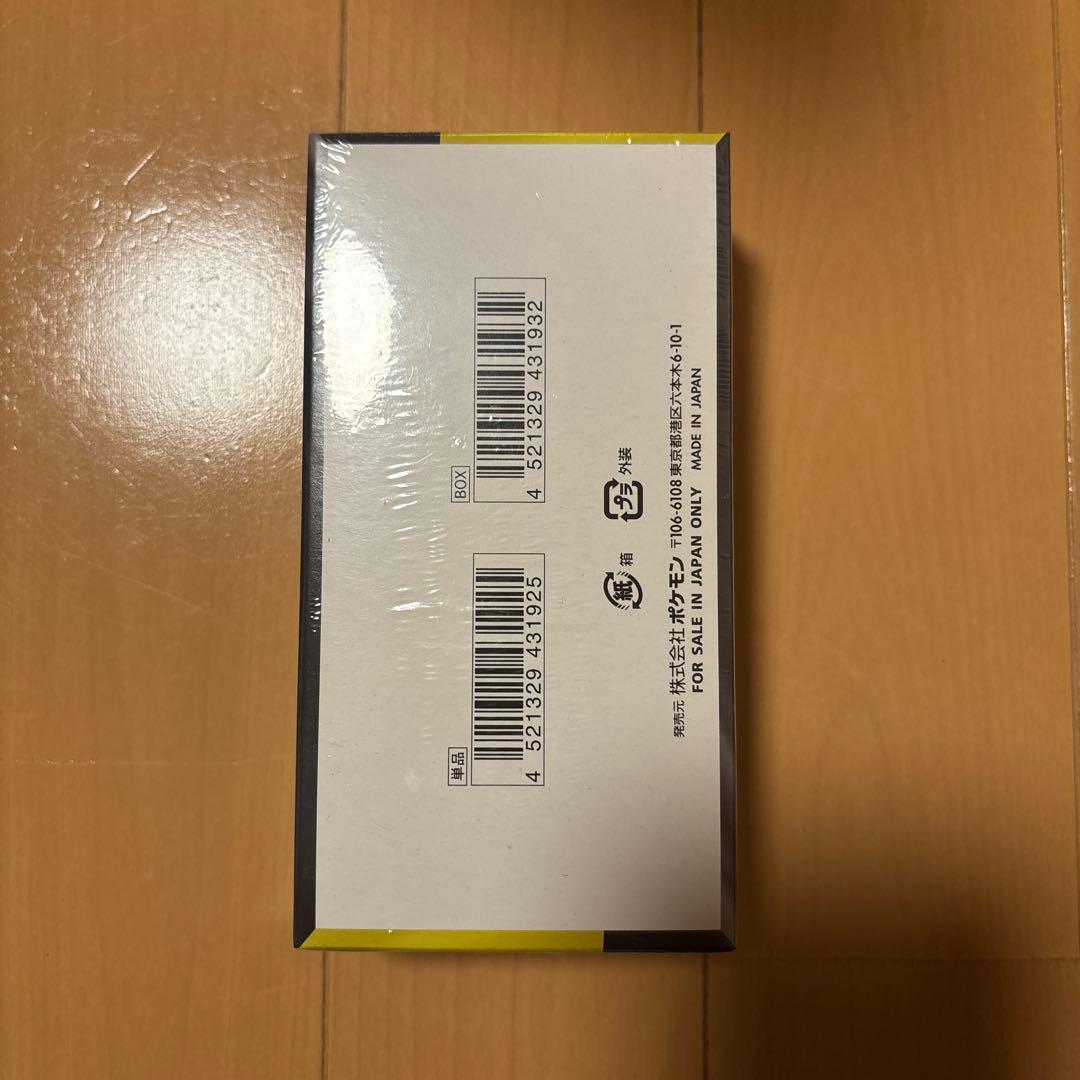 単品
4 521329 431925
BOX
4 521329 431932
紙 箱
プラ 外装
発売元 株式会社 ポケモン 〒106-6108 東京都港区六本木6-10-1
FOR SALE IN JAPAN ONLY MADE IN JAPAN